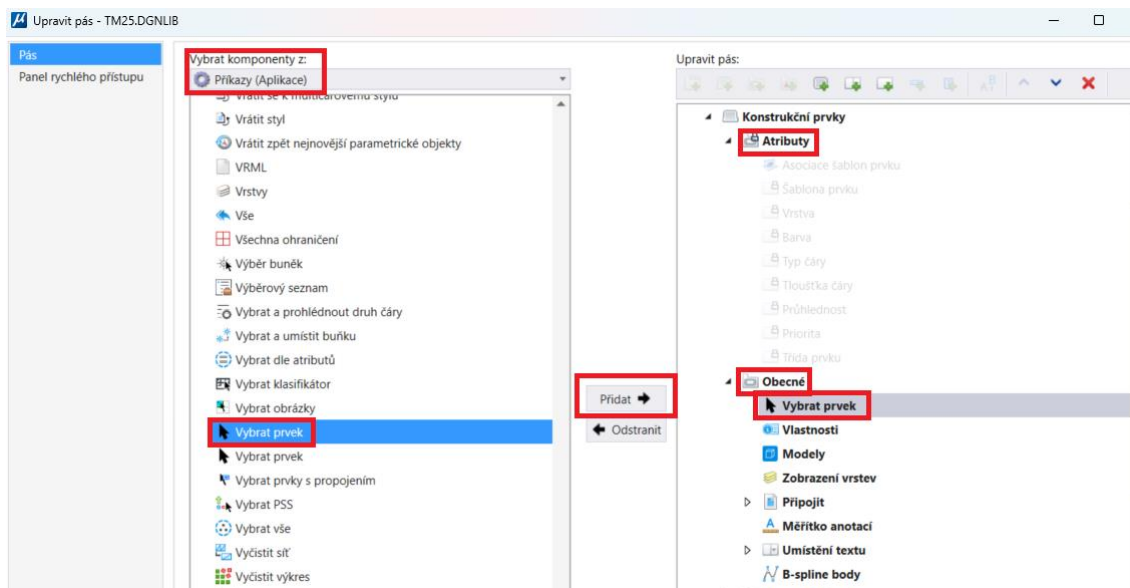 Upravit pás - TM25.DGNLIB
Pás
Panel rychlého přístupu
Vybrat komponenty z:
Příkazy (Aplikace)
Vrátit se k multičárovému stylu
Vrátit styl
Vrátit zpět nejnovější parametrické objekty
VRML
Vrstvy
Vše
Všechna ohraničení
Výběr buněk
Výběrový seznam
Vybrat a prohlédnout druh čáry
Vybrat a umístit buňku
Vybrat dle atributů
Vybrat klasifikátor
Vybrat obrázky
Vybrat prvek
Vybrat prvek
Vybrat prvky s propojením
Vybrat PSS
Vybrat vše
Vyčistit síť
Vyčistit výkres
Přidat
Odstranit
Upravit pás:
Konstrukční prvky
Atributy
Asociace šablon prvku
Šablona prvku
Vrstva
Barva
Typ čáry
Tloušťka čáry
Průhlednost
Priorita
Třída prvku
Obecné
Vybrat prvek
Vlastnosti
Modely
Zobrazení vrstev
Připojit
Měřítko anotací
Umístění textu
B-spline body